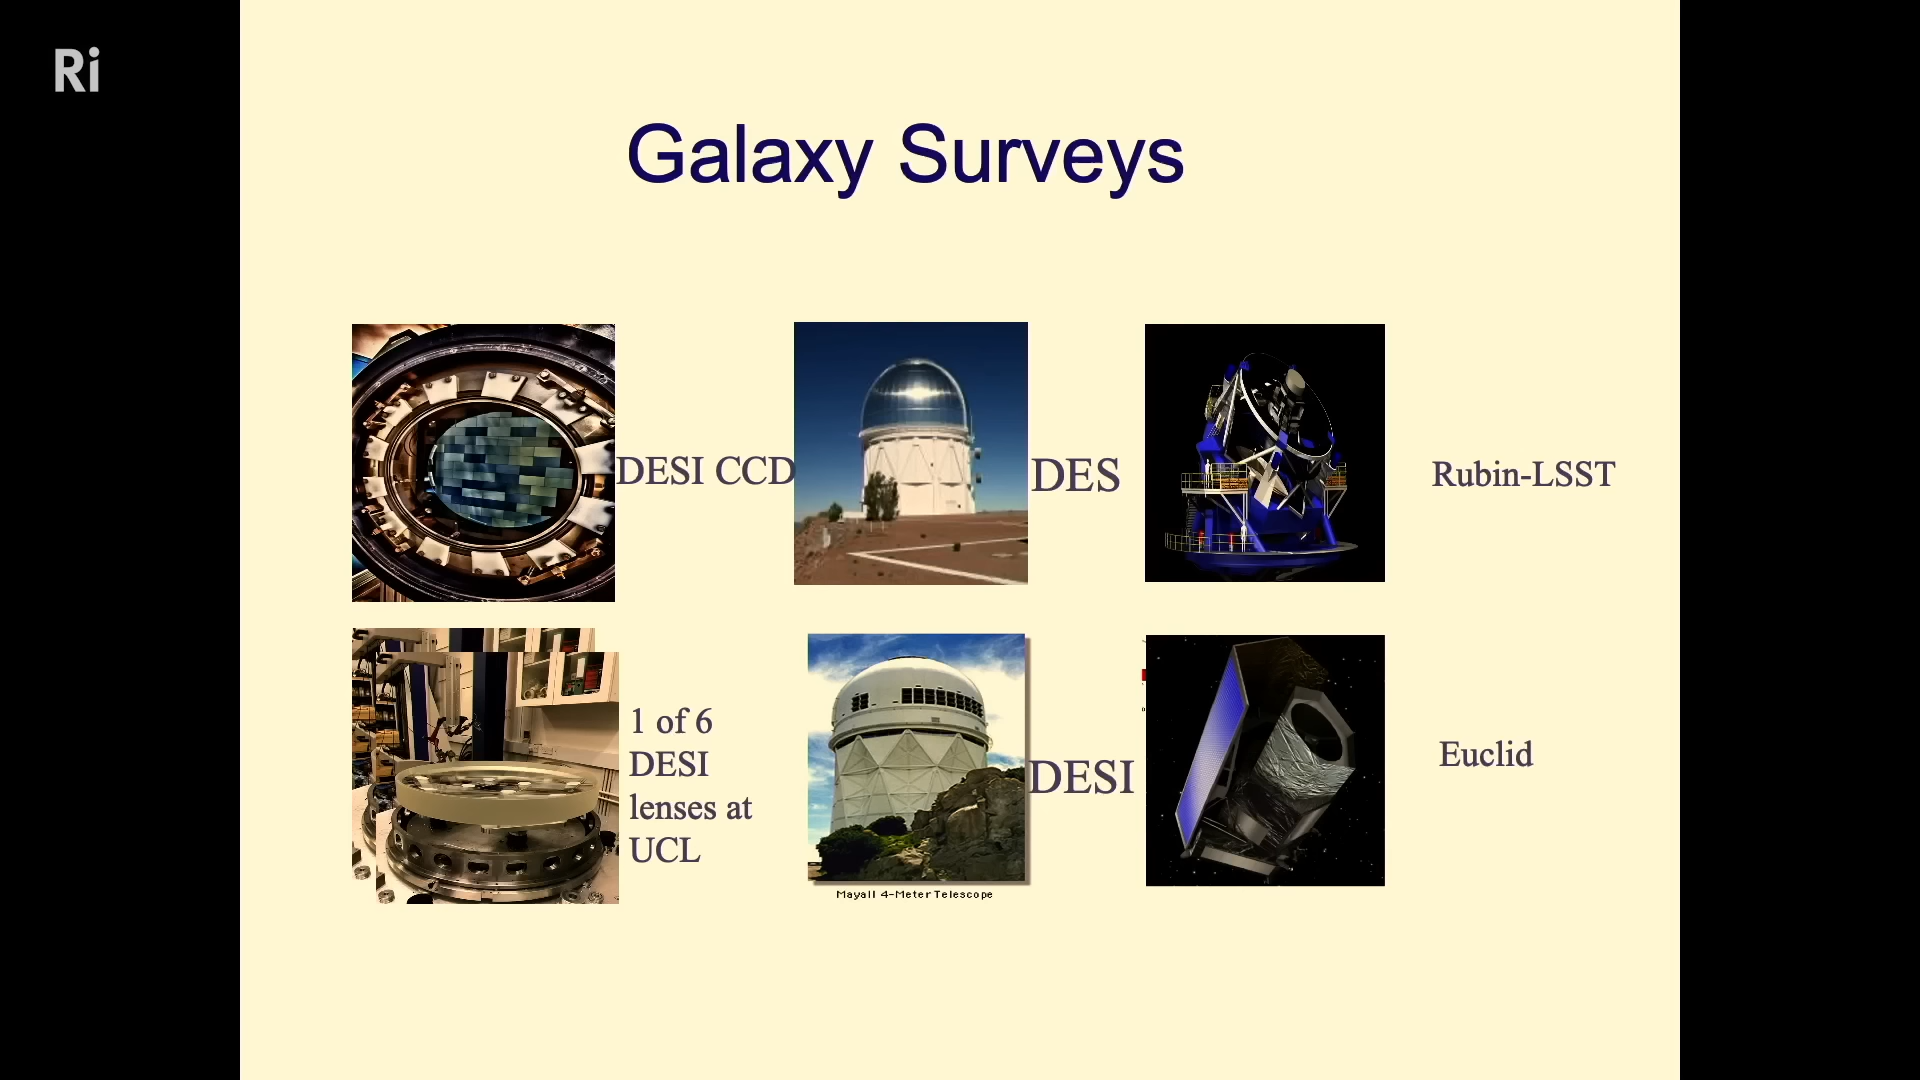 Ri
Galaxy Surveys
DESI CCD
DES
Rubin-LSST
1 of 6
DESI
lenses at
UCL
DESI
Euclid
Mayall 4-Meter Telescope